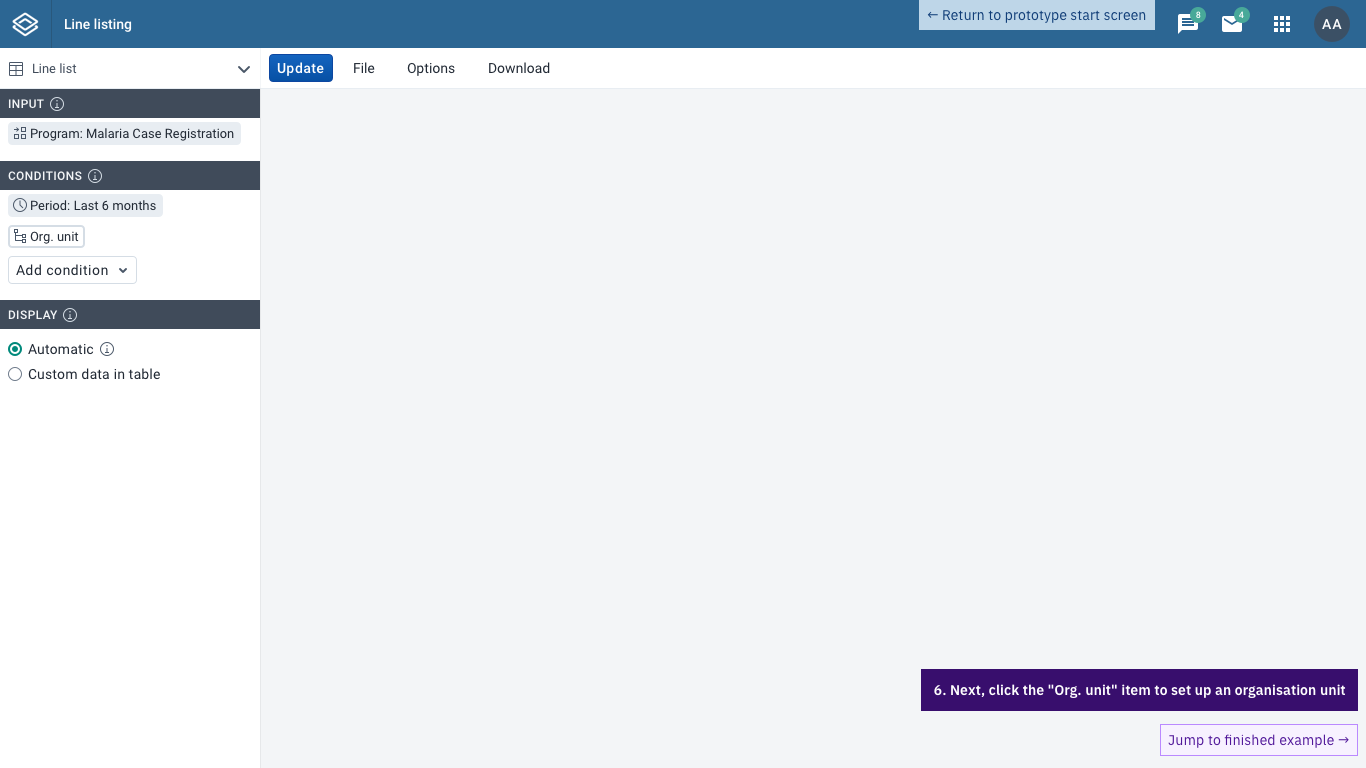 Line listing
← Return to prototype start screen
8
4
AA
Line list
Update
File
Options
Download
INPUT
Program: Malaria Case Registration
CONDITIONS
Period: Last 6 months
Org. unit
Add condition
DISPLAY
Automatic
Custom data in table
6. Next, click the "Org. unit" item to set up an organisation unit
Jump to finished example →